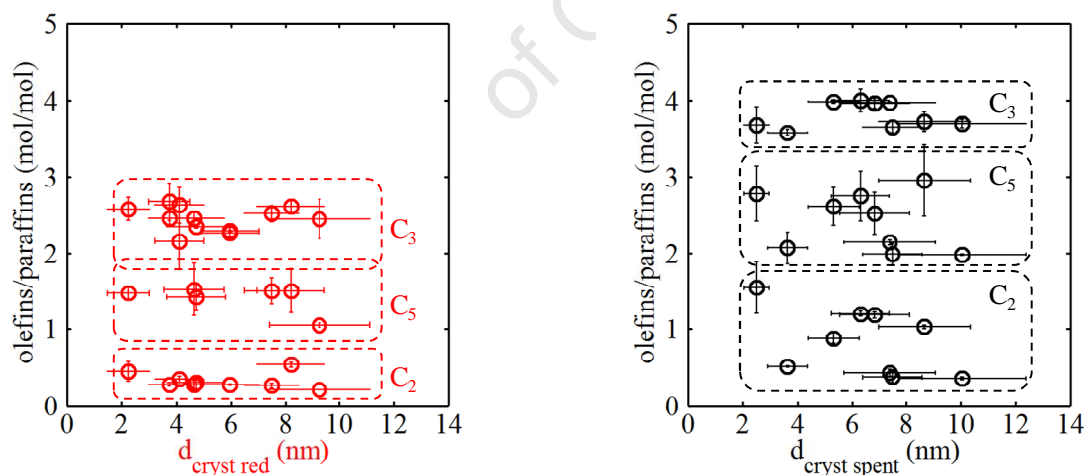 of (
olefins/paraffins (mol/mol)
5
4
3
2
1
0
C3
C5
C2
0 2 4 6 8 10 12 14
dcryst red (nm)
olefins/paraffins (mol/mol)
5
4
3
2
1
0
C3
C5
C2
0 2 4 6 8 10 12 14
dcryst spent (nm)